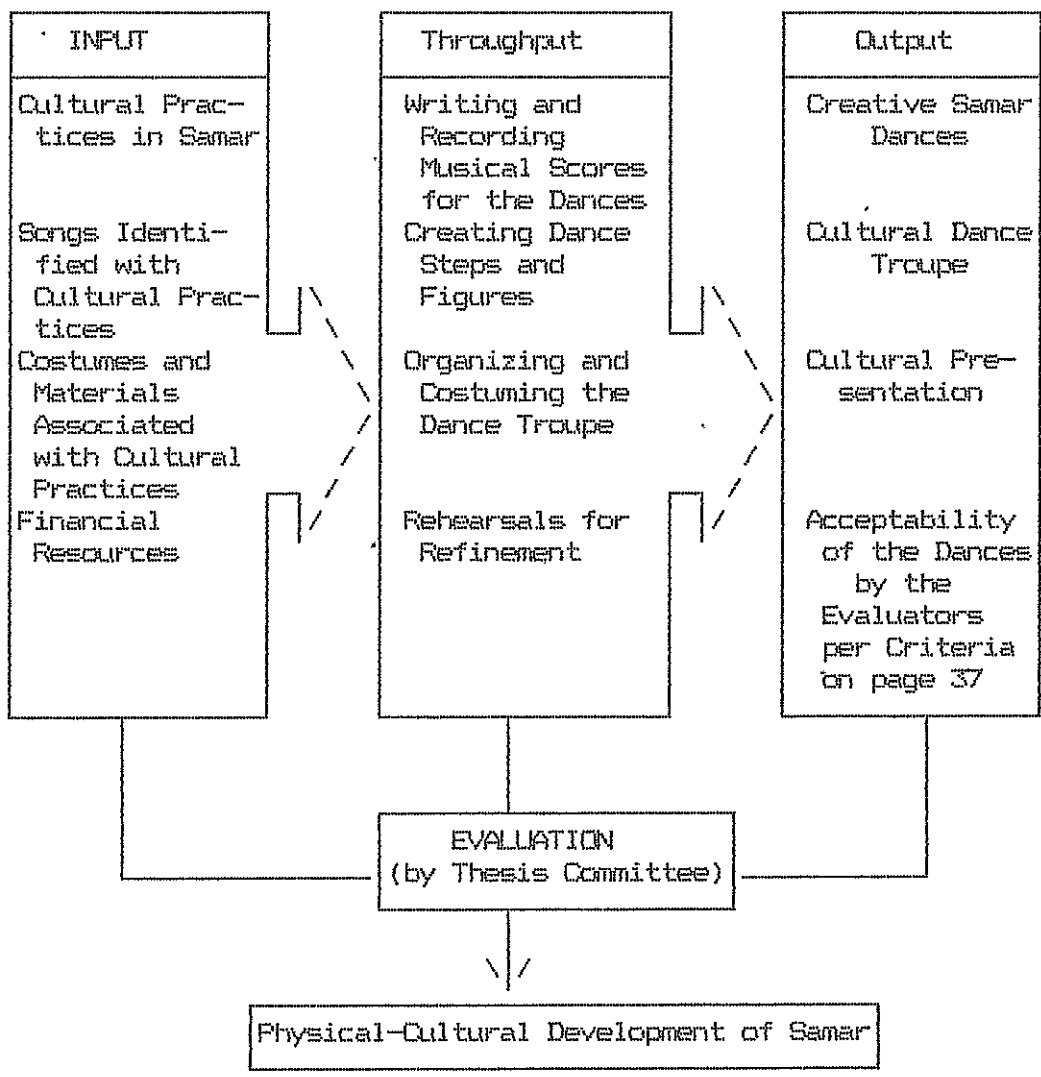 INPUT
Cultural Prac-
tices in Samar
Songs Identi-
fied with
Cultural Prac-
tices
Costumes and
Materials
Associated
with Cultural
Practices
Financial
Resources
Throughput
Writing and
Recording
Musical Scores
for the Dances
Creating Dance
Steps and
Figures
Organizing and
Costuming the
Dance Troupe
Rehearsals for
Refinement
Output
Creative Samar
Dances
Cultural Dance
Troupe
Cultural Pre-
sentation
Acceptability
of the Dances
by the
Evaluators
per Criteria
on page 37
EVALUATION
(by Thesis Committee)
Physical-Cultural Development of Samar